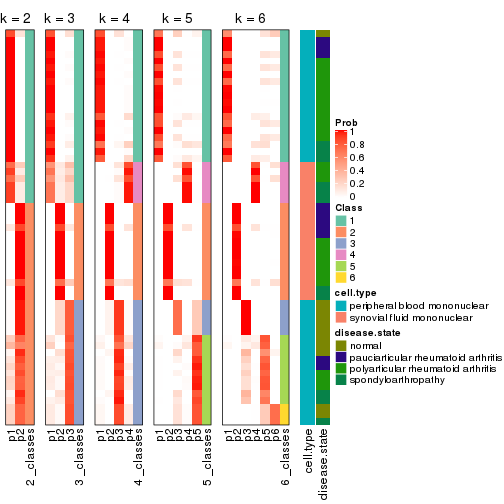 k = 2 k = 3 k = 4 k = 5 k = 6
Prob
1
0.8
0.6
0.4
0.2
0
Class
1
2
3
4
5
6
cell.type
peripheral blood mononuclear
synovial fluid mononuclear
disease.state
normal
pauciarticular rheumatoid arthritis
polyarticular rheumatoid arthritis
spondyloarthropathy
p1 p2 2_classes p1 p2 p3 3_classes p1 p2 p3 p4 4_classes p1 p2 p3 p4 p5 5_classes p1 p2 p3 p4 p5 p6 6_classes cell.type disease.state